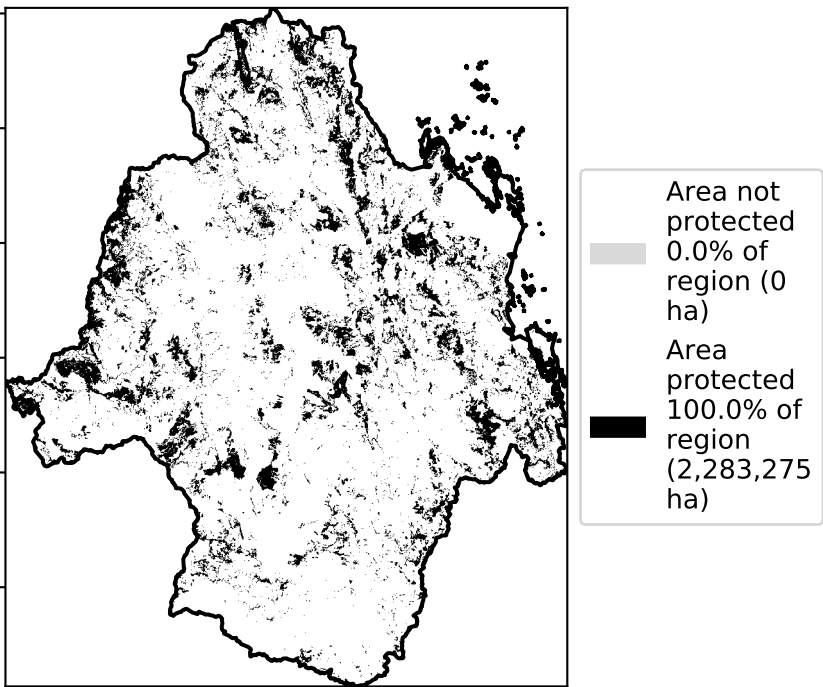 Area not
protected
0.0% of
region (0
ha)
Area
protected
100.0% of
region
(2,283,275
ha)